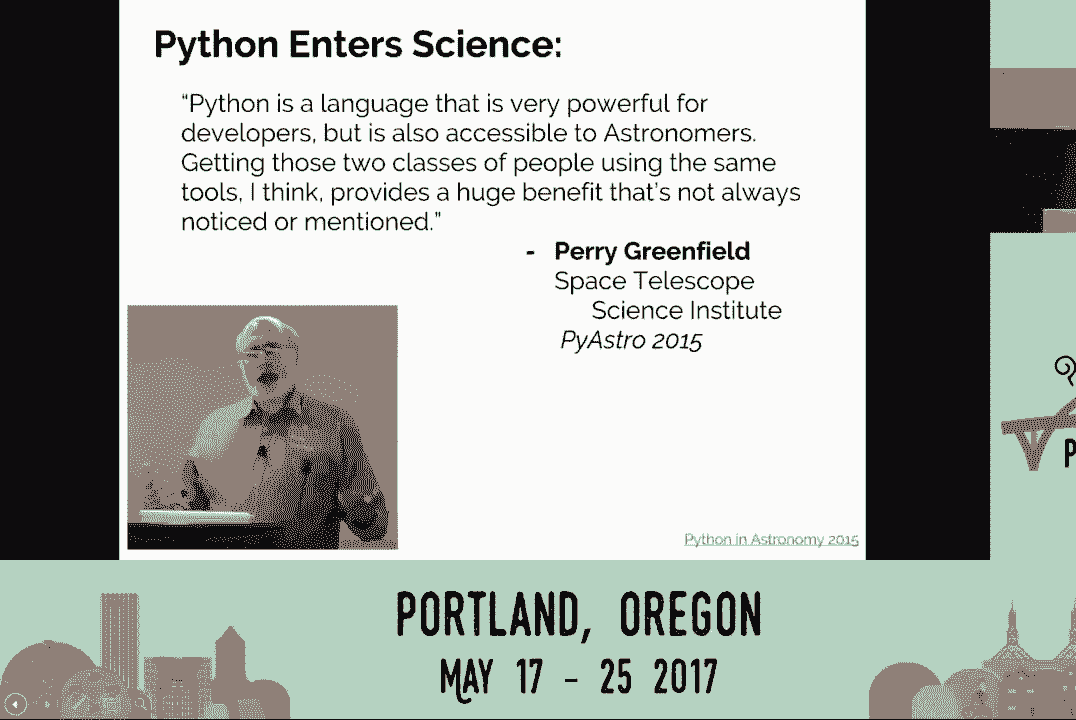 Python Enters Science:
“Python is a language that is very powerful for
developers, but is also accessible to Astronomers.
Getting those two classes of people using the same
tools, I think, provides a huge benefit that’s not always
noticed or mentioned.”
- Perry Greenfield
Space Telescope
Science Institute
PyAstro 2015
Python in Astronomy 2015
P
PORTLAND, OREGON
MAY 17 - 25 2017